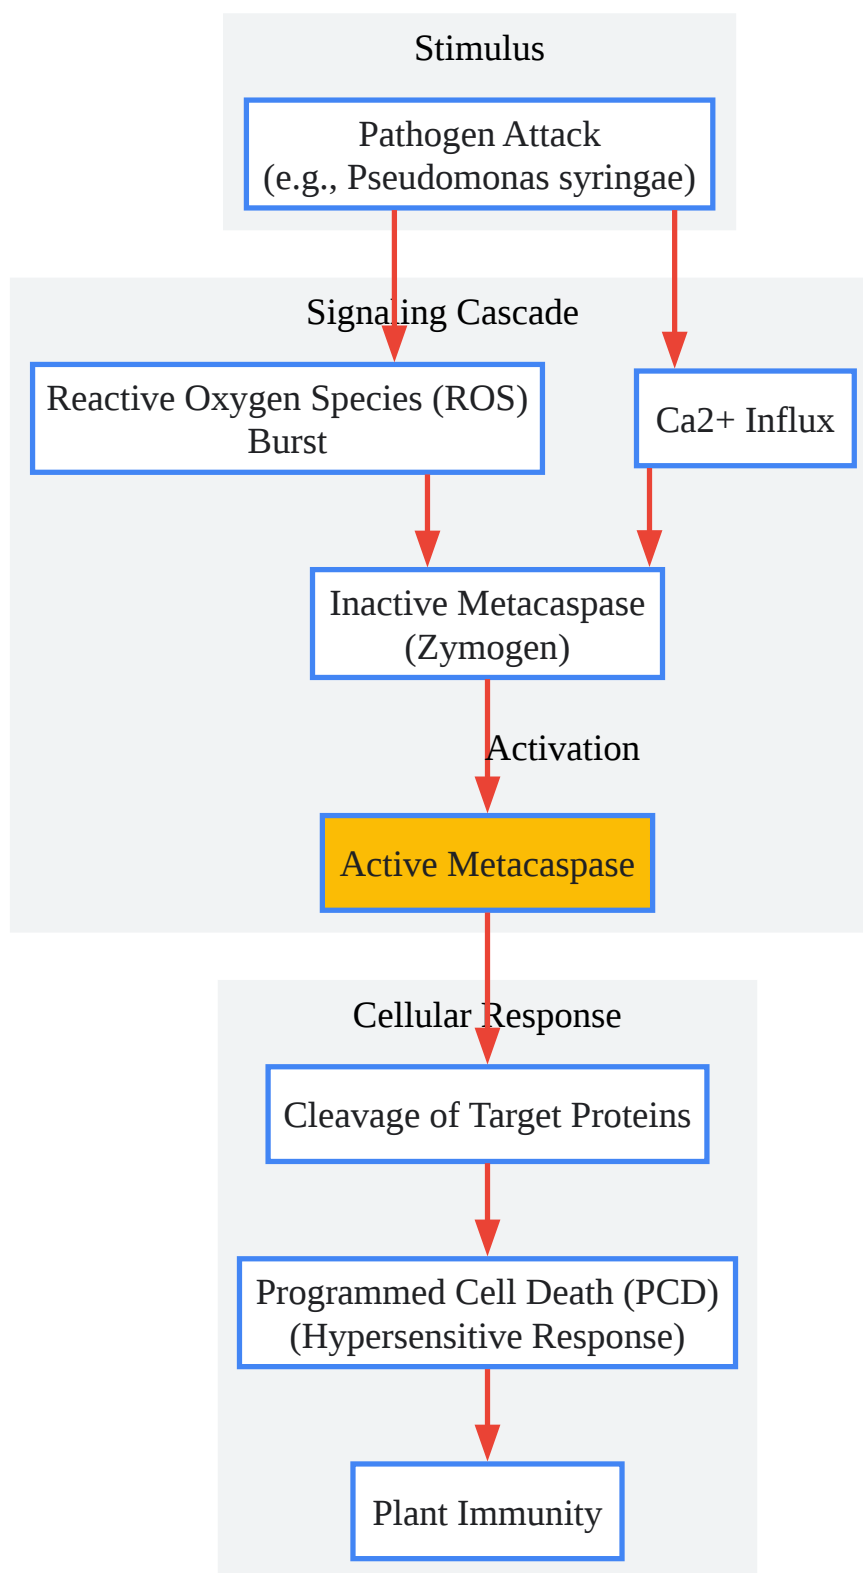 Stimulus
Pathogen Attack
(e.g., Pseudomonas syringae)
Signaling Cascade
Reactive Oxygen Species (ROS)
Burst
Ca2+ Influx
Inactive Metacaspase
(Zymogen)
Activation
Active Metacaspase
Cellular Response
Cleavage of Target Proteins
Programmed Cell Death (PCD)
(Hypersensitive Response)
Plant Immunity